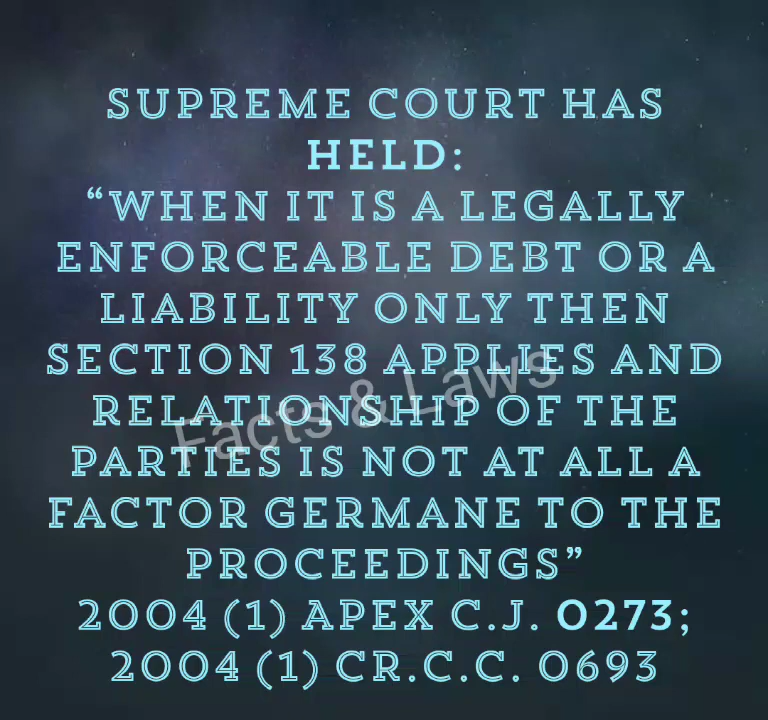 SUPREME COURT HAS
HELD:
“WHEN IT IS A LEGALLY
ENFORCEABLE DEBT OR A
LIABILITY ONLY THEN
SECTION 138 APPLIES AND
RELATIONSHIP OF THE
PARTIES IS NOT AT ALL A
FACTOR GERMANE TO THE
PROCEEDINGS”
2004 (1) APEX C.J. 0273;
2004 (1) CR.C.C. 0693
Facts & Laws